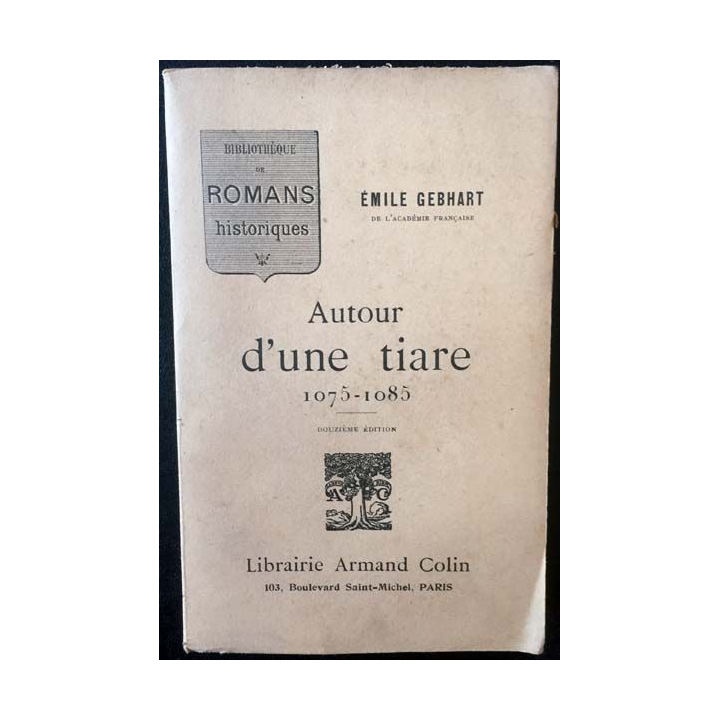 BIBLIOTHÈQUE
DE
ROMANS
historiques
ÉMILE GEBHART
DE L'ACADÉMIE FRANÇAISE
Autour
d'une tiare
1075-1085
DOUZIÈME ÉDITION
A C
Librairie Armand Colin
103, Boulevard Saint-Michel, PARIS